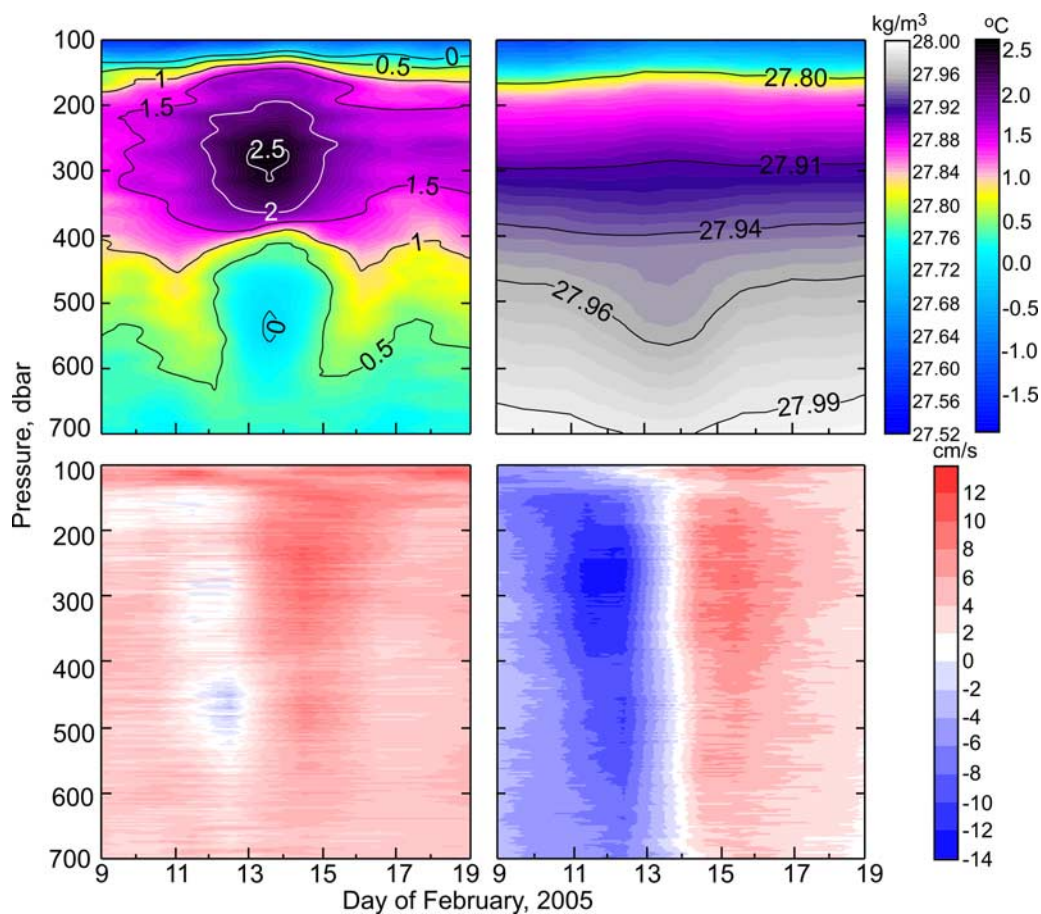 kg/m³ °C
100 0 28.00 2.5
0.5 27.80 27.96
1 27.92 2.0
200 1.5 27.88 1.5
2.5 27.84
300 27.91 27.80 1.0
1.5
2 27.76 0.5
400 1 27.94 27.72 0.0
27.68
500 27.96 27.64 -0.5
0 27.60 -1.0
600 0.5
27.56 -1.5
700 27.99 27.52
Pressure, dbar
cm/s
100 12
200 10
8
300 6
4
400 2
0
500 -2
-4
-6
600 -8
-10
-12
700 -14
9 11 13 15 17 19 9 11 13 15 17 19
Day of February, 2005